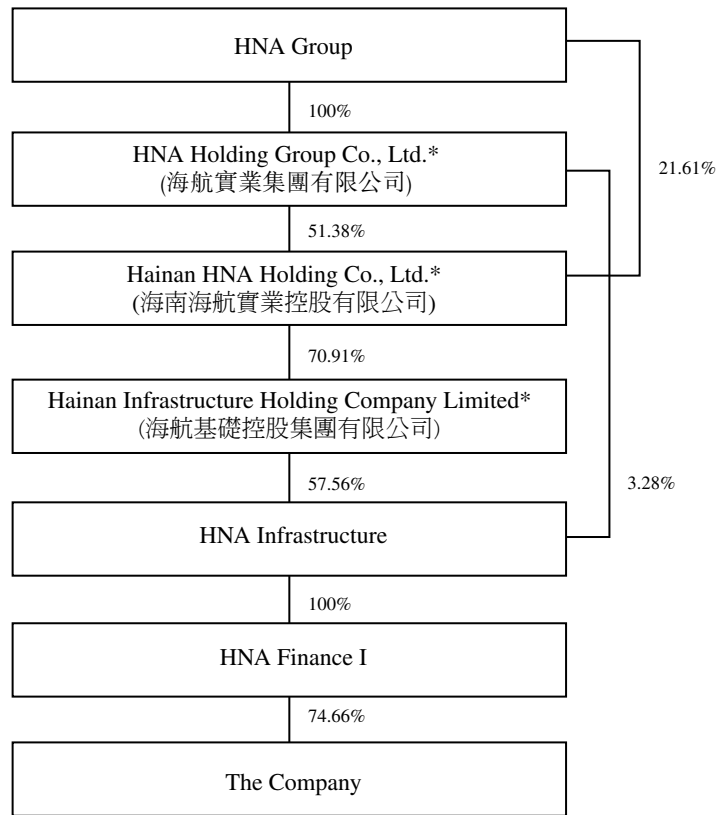 HNA Group
100%
HNA Holding Group Co., Ltd.*
(海航實業集團有限公司)
21.61%
51.38%
Hainan HNA Holding Co., Ltd.*
(海南海航實業控股有限公司)
70.91%
Hainan Infrastructure Holding Company Limited*
(海航基礎控股集團有限公司)
57.56%
3.28%
HNA Infrastructure
100%
HNA Finance I
74.66%
The Company